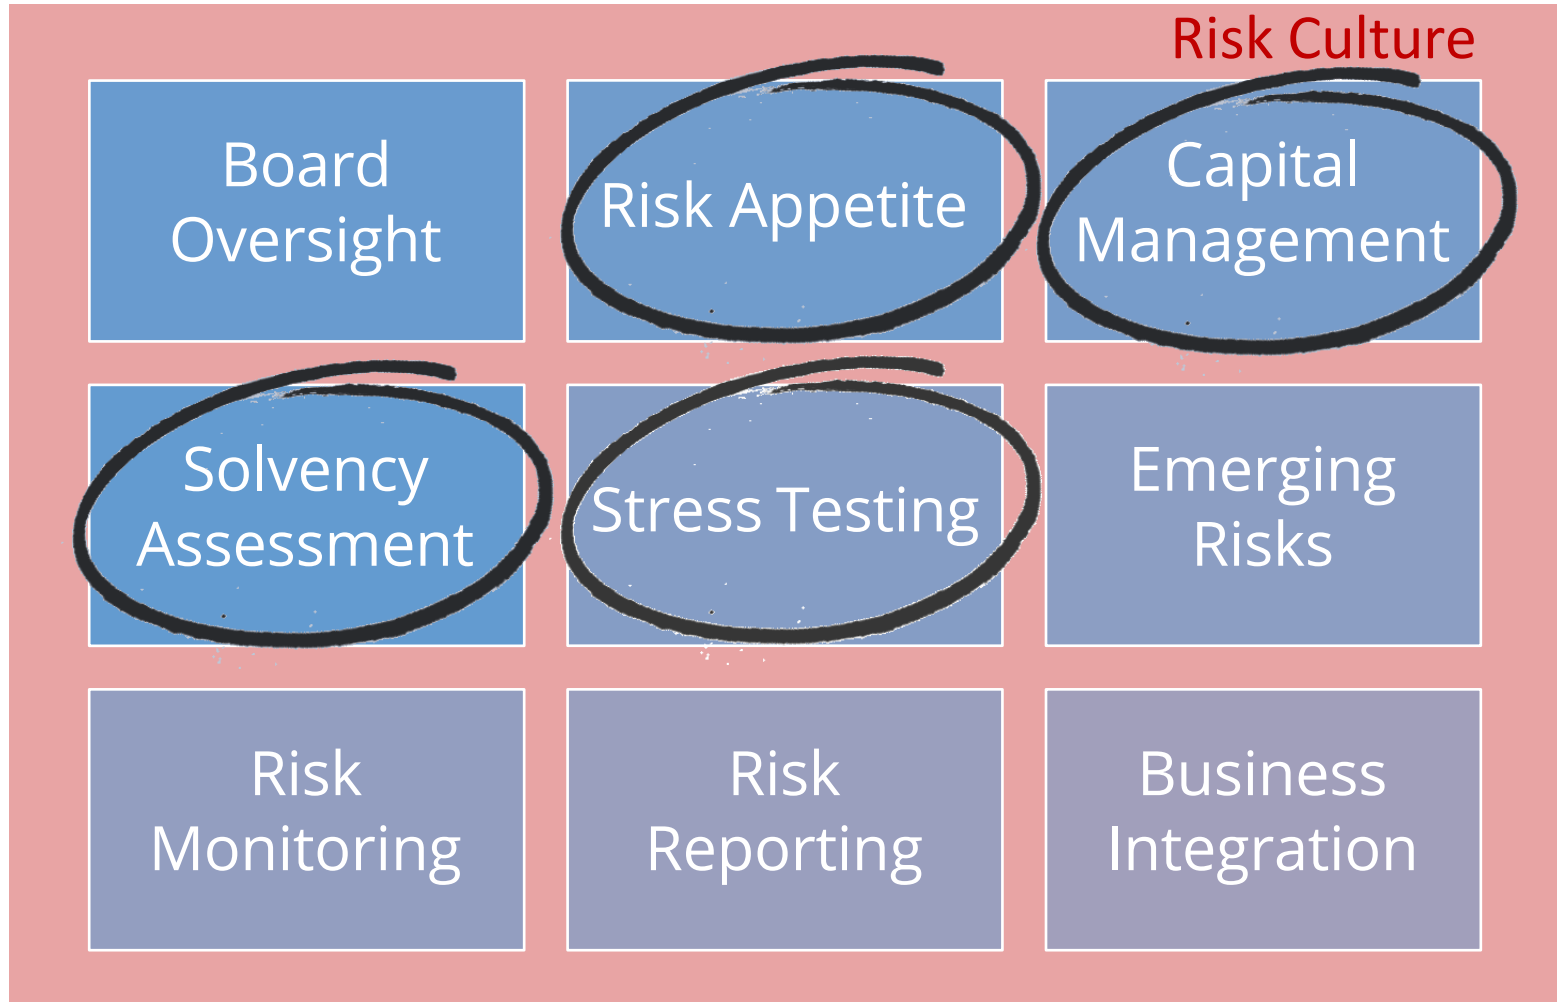 Risk Culture
Board
Oversight
Risk Appetite
Capital
Management
Solvency
Assessment
Stress Testing
Emerging
Risks
Risk
Monitoring
Risk
Reporting
Business
Integration